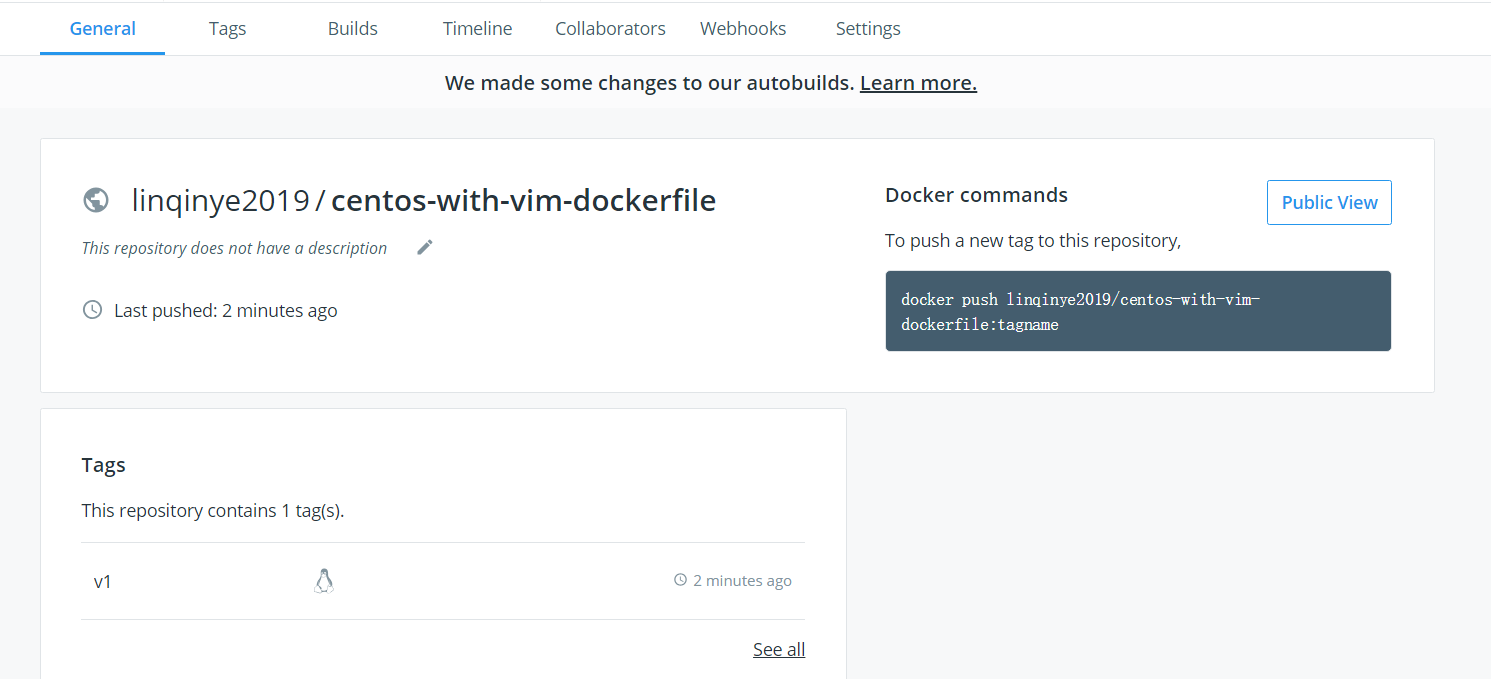 General Tags Builds Timeline Collaborators Webhooks Settings
We made some changes to our autobuilds. Learn more.
linqinye2019 / centos-with-vim-dockerfile
This repository does not have a description
Last pushed: 2 minutes ago
Docker commands
Public View
To push a new tag to this repository,
docker push linqinye2019/centos-with-vim-
dockerfile:tagname
Tags
This repository contains 1 tag(s).
v1 2 minutes ago
See all